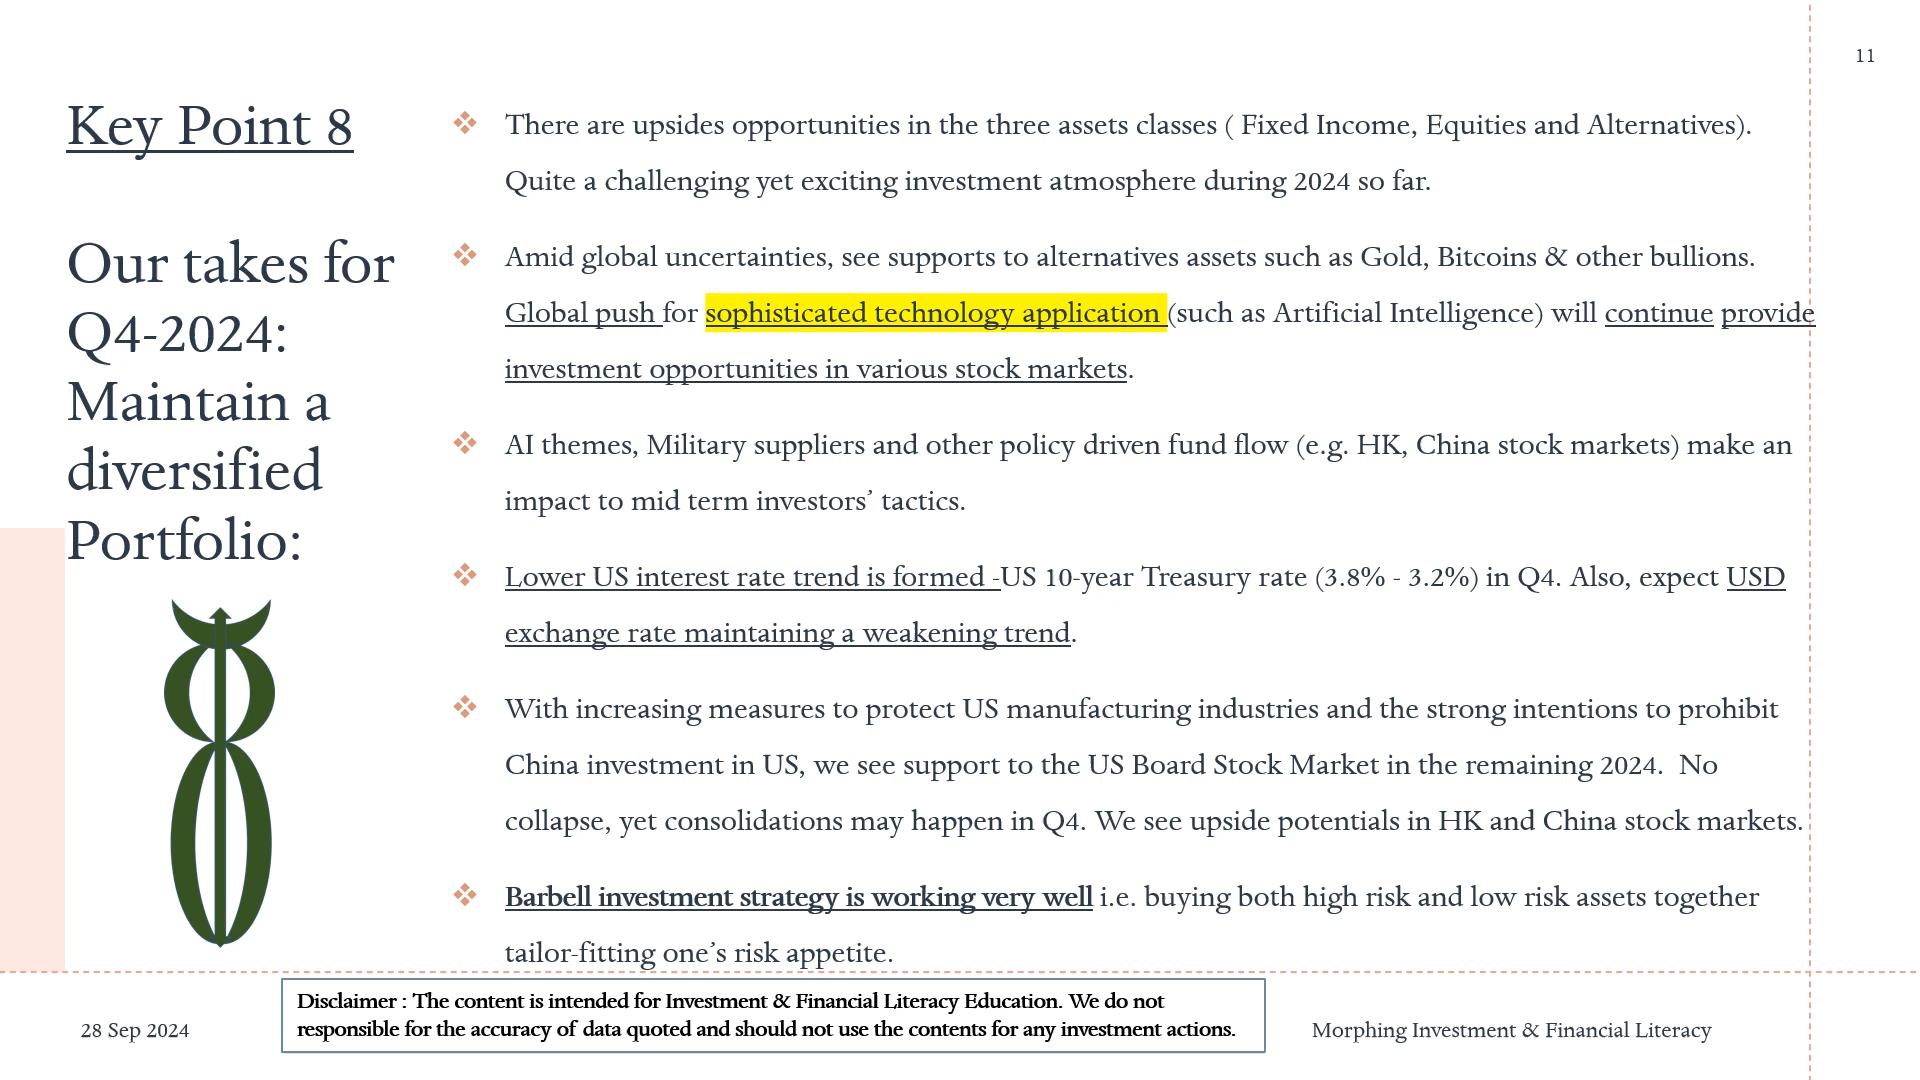 11
Key Point 8
Our takes for
Q4-2024:
Maintain a
diversified
Portfolio:
There are upsides opportunities in the three assets classes ( Fixed Income, Equities and Alternatives).
Quite a challenging yet exciting investment atmosphere during 2024 so far.
Amid global uncertainties, see supports to alternatives assets such as Gold, Bitcoins & other bullions.
Global push for sophisticated technology application (such as Artificial Intelligence) will continue provide
investment opportunities in various stock markets.
AI themes, Military suppliers and other policy driven fund flow (e.g. HK, China stock markets) make an
impact to mid term investors’ tactics.
Lower US interest rate trend is formed -US 10-year Treasury rate (3.8% - 3.2%) in Q4. Also, expect USD
exchange rate maintaining a weakening trend.
With increasing measures to protect US manufacturing industries and the strong intentions to prohibit
China investment in US, we see support to the US Board Stock Market in the remaining 2024.  No
collapse, yet consolidations may happen in Q4. We see upside potentials in HK and China stock markets.
Barbell investment strategy is working very well i.e. buying both high risk and low risk assets together
tailor-fitting one’s risk appetite.
Disclaimer : The content is intended for Investment & Financial Literacy Education. We do not
responsible for the accuracy of data quoted and should not use the contents for any investment actions.
28 Sep 2024
Morphing Investment & Financial Literacy